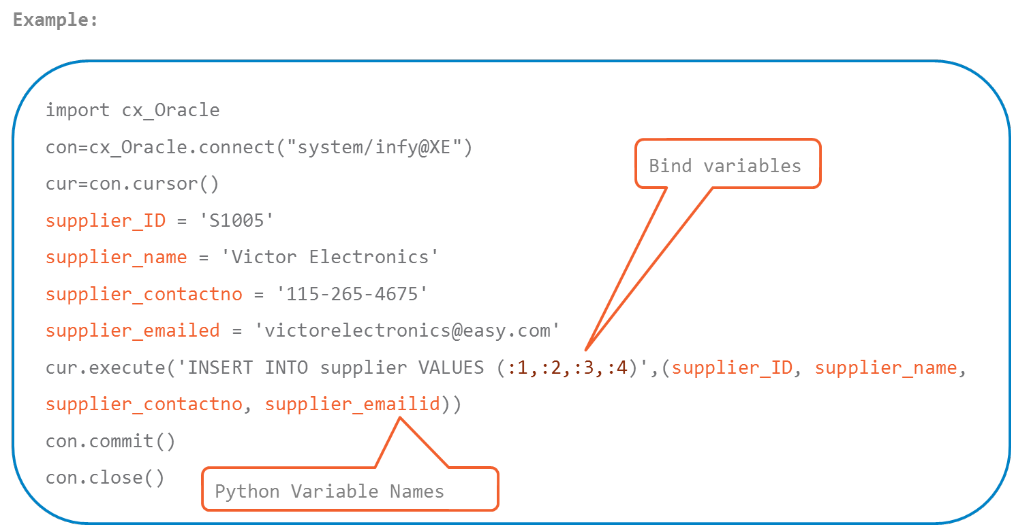 Example:
import cx_Oracle
con=cx_Oracle.connect("system/infy@XE")
Bind variables
cur=con.cursor()
supplier_ID = 'S1005'
supplier_name = 'Victor Electronics'
supplier_contactno = '115-265-4675'
supplier_emailed = 'victorelectronics@easy.com'
cur.execute('INSERT INTO supplier VALUES (:1,:2,:3,:4)',(supplier_ID, supplier_name,
supplier_contactno, supplier_emailid))
con.commit()
con.close()
Python Variable Names